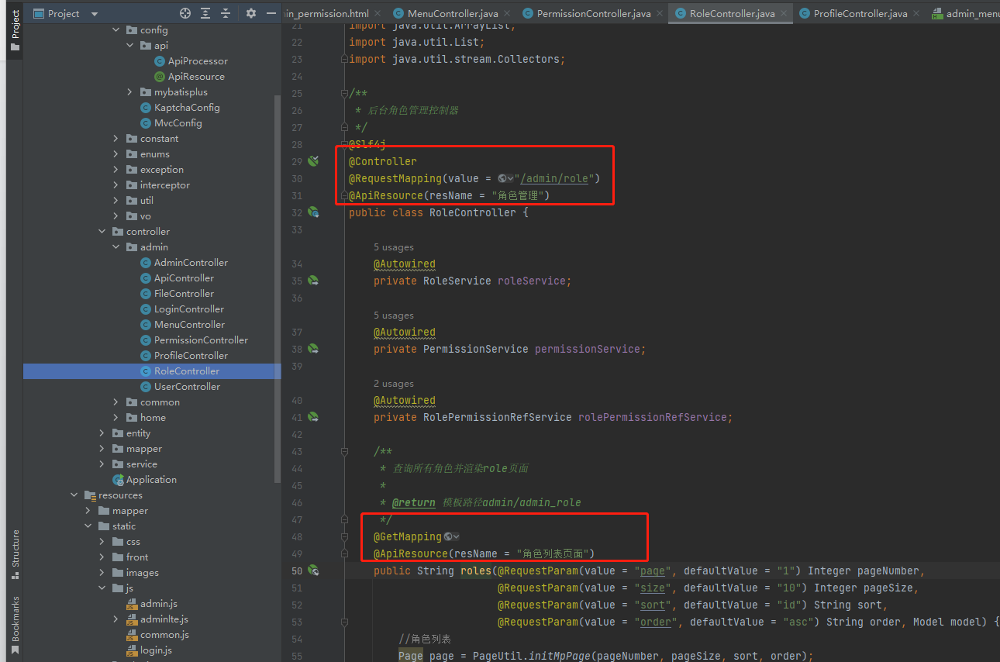 Project
Project
in_permission.html
MenuController.java
PermissionController.java
RoleController.java
ProfileController.java
admin_menu
config
api
ApiProcessor
ApiResource
mybatisplus
KaptchaConfig
MvcConfig
constant
enums
exception
interceptor
util
vo
controller
admin
AdminController
ApiController
FileController
LoginController
MenuController
PermissionController
ProfileController
RoleController
UserController
common
home
entity
mapper
service
Application
resources
mapper
static
css
front
images
js
admin.js
adminlte.js
common.js
login.js
Structure
Bookmarks
21 import java.util.ArrayList;
22 import java.util.List;
23 import java.util.stream.Collectors;
24
25 /**
26 * 后台角色管理控制器
27 */
28 @Slf4j
29 @Controller
30 @RequestMapping(value = "/admin/role")
31 @ApiResource(resName = "角色管理")
32 public class RoleController {
33
5 usages
34 @Autowired
35 private RoleService roleService;
36
5 usages
37 @Autowired
38 private PermissionService permissionService;
39
2 usages
40 @Autowired
41 private RolePermissionRefService rolePermissionRefService;
42
43 /**
44 * 查询所有角色并渲染role页面
45 *
46 * @return 模板路径admin/admin_role
47 */
48 @GetMapping
49 @ApiResource(resName = "角色列表页面")
50 public String roles(@RequestParam(value = "page", defaultValue = "1") Integer pageNumber,
51 @RequestParam(value = "size", defaultValue = "10") Integer pageSize,
52 @RequestParam(value = "sort", defaultValue = "id") String sort,
53 @RequestParam(value = "order", defaultValue = "asc") String order, Model model) {
54 //角色列表
55 Page page = PageUtil.initMpPage(pageNumber, pageSize, sort, order);